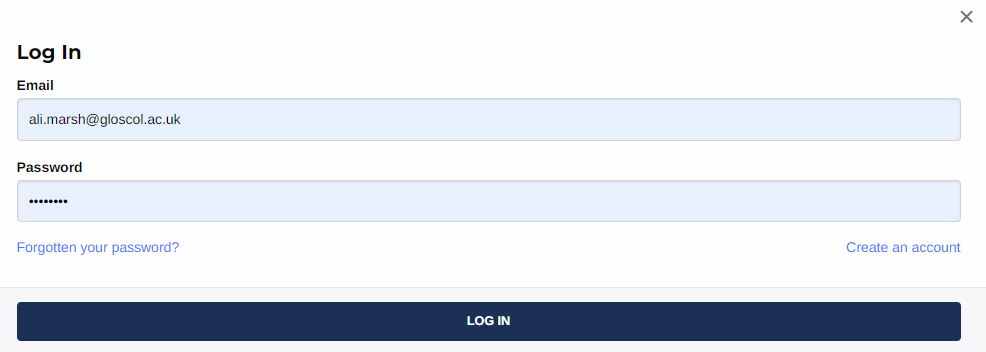 Log In
Email
ali.marsh@gloscol.ac.uk
Password
••••••••
Forgotten your password?
Create an account
LOG IN